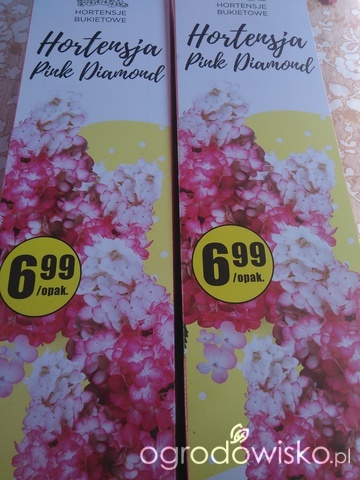 HORTENSJE
BUKIETOWE
Hortensja
Pink Diamond
6 99
/opak.
HORTENSJE
BUKIETOWE
Hortensja
Pink Diamond
6 99
/opak.
ogrodowisko.pl